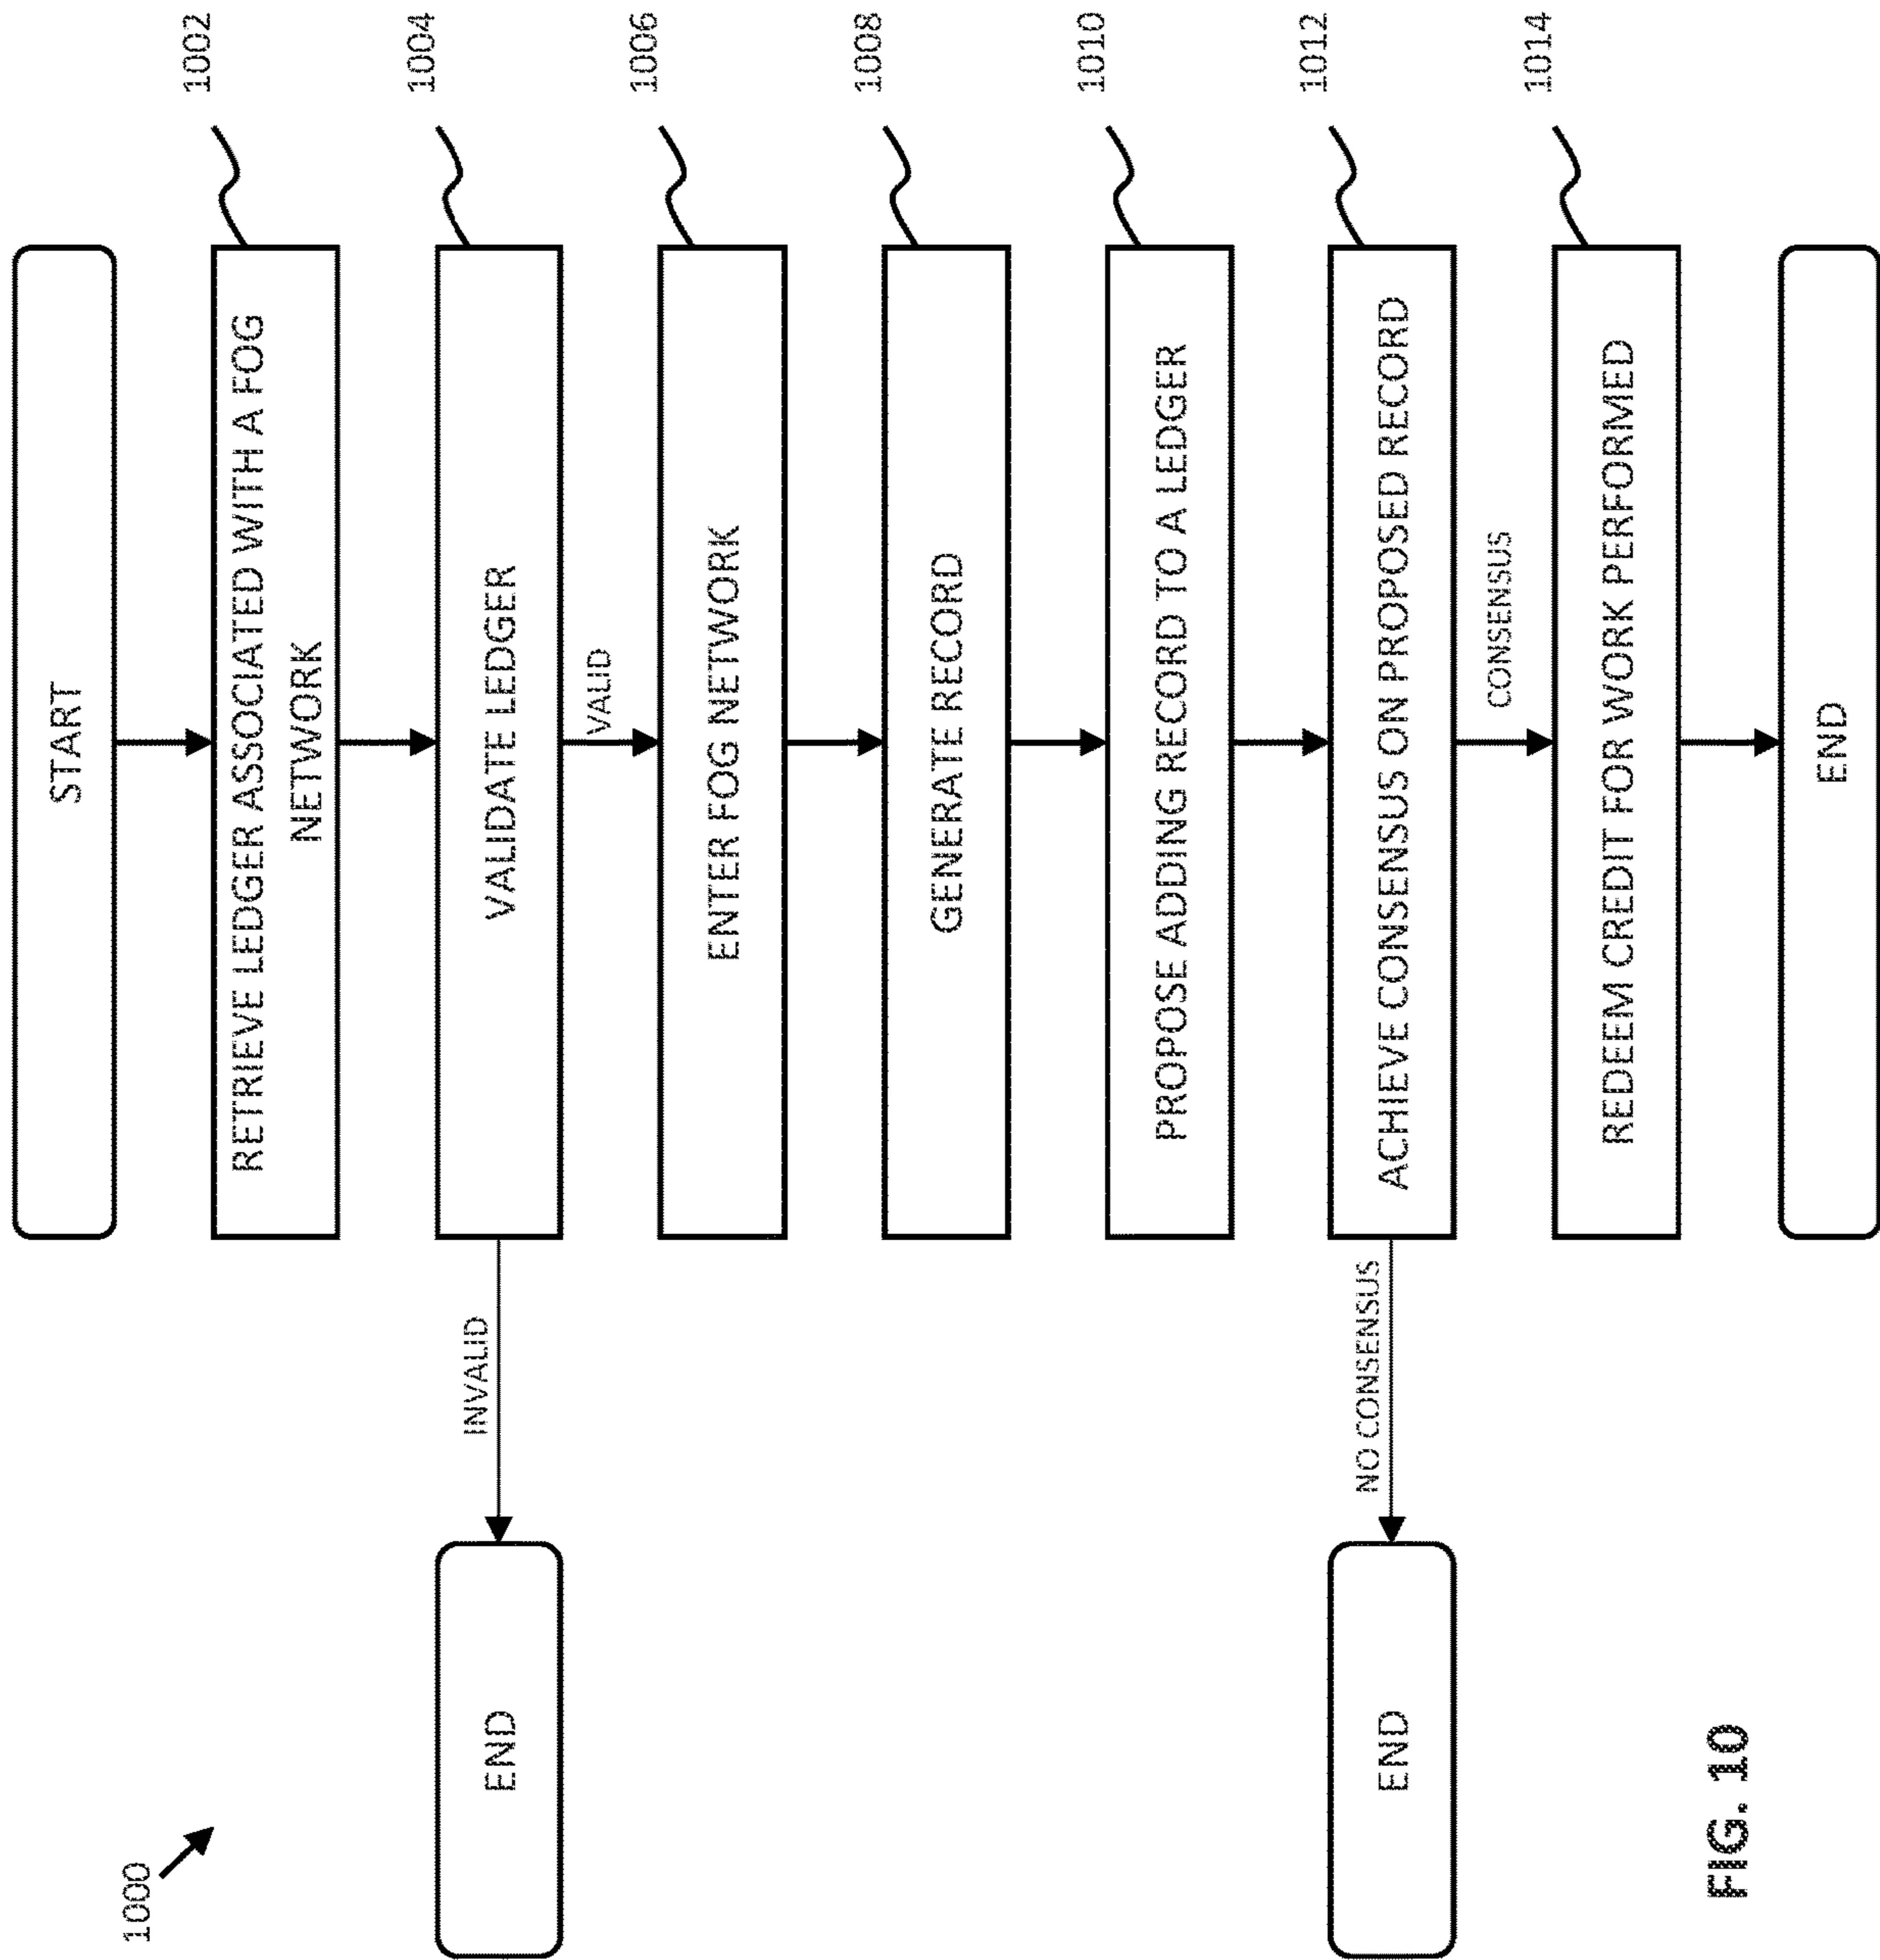 1000
START
RETRIEVE LEDGER ASSOCIATED WITH A FOG
NETWORK
1002
VALIDATE LEDGER
1004
INVALID
END
VALID
ENTER FOG NETWORK
1006
GENERATE RECORD
1008
PROPOSE ADDING RECORD TO A LEDGER
1010
ACHIEVE CONSENSUS ON PROPOSED RECORD
1012
NO CONSENSUS
END
CONSENSUS
REDEEM CREDIT FOR WORK PERFORMED
1014
END
FIG. 10